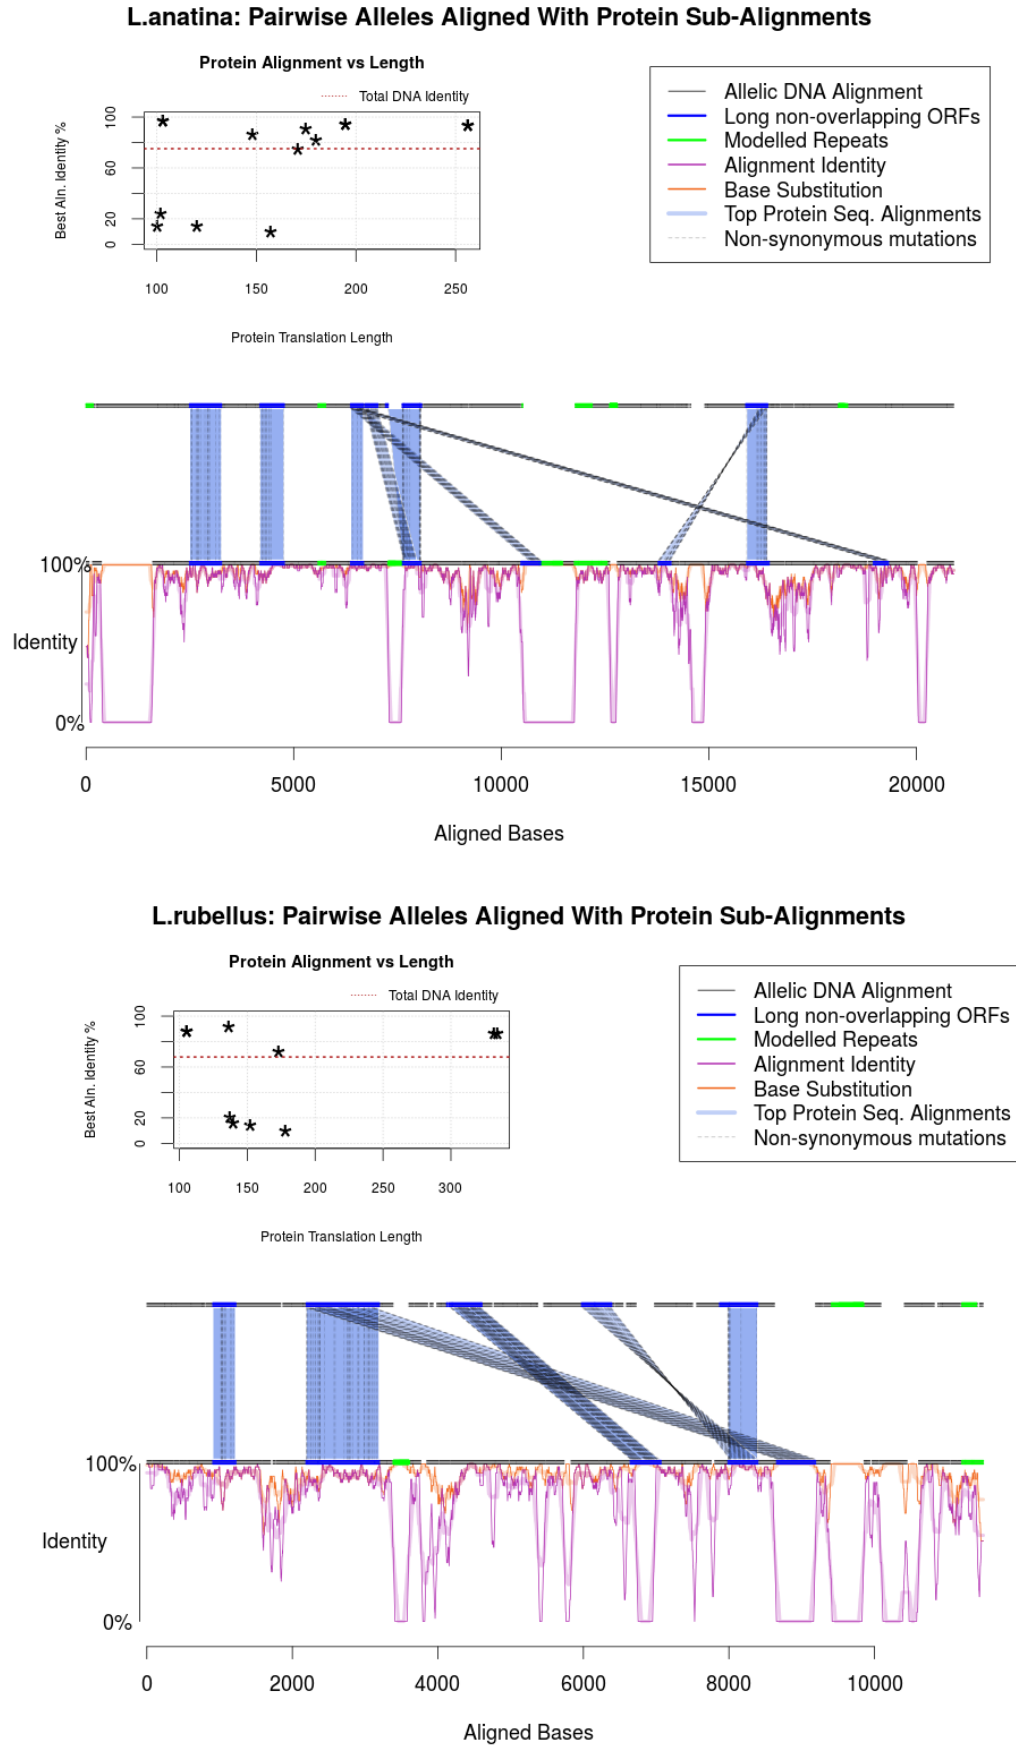 L.anatina: Pairwise Alleles Aligned With Protein Sub-Alignments
Protein Alignment vs Length
Total DNA Identity
Best Aln. Identity %
0
20
60
100
100
150
200
250
Protein Translation Length
Allelic DNA Alignment
Long non-overlapping ORFs
Modelled Repeats
Alignment Identity
Base Substitution
Top Protein Seq. Alignments
Non-synonymous mutations
100%
Identity
0%
0
5000
10000
15000
20000
Aligned Bases
L.rubellus: Pairwise Alleles Aligned With Protein Sub-Alignments
Protein Alignment vs Length
Total DNA Identity
Best Aln. Identity %
0
20
60
100
100
150
200
250
300
Protein Translation Length
Allelic DNA Alignment
Long non-overlapping ORFs
Modelled Repeats
Alignment Identity
Base Substitution
Top Protein Seq. Alignments
Non-synonymous mutations
100%
Identity
0%
0
2000
4000
6000
8000
10000
Aligned Bases